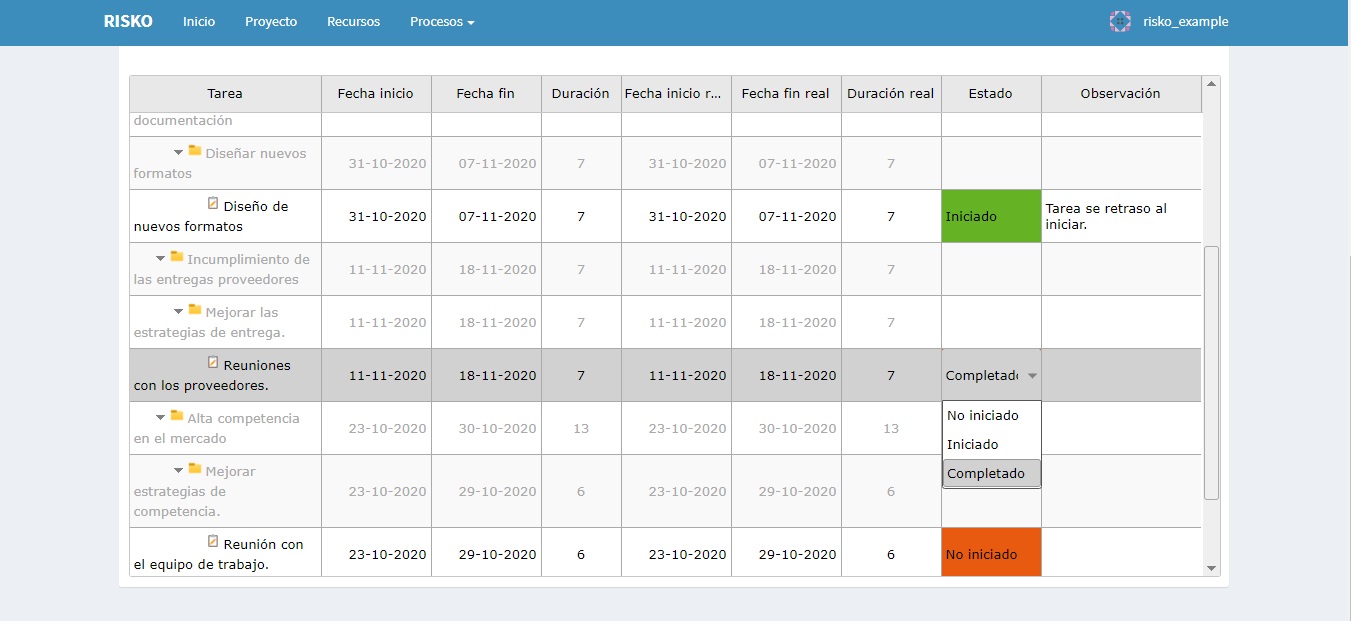 RISKO Inicio Proyecto Recursos Procesos risko_example
Tarea Fecha inicio Fecha fin Duración Fecha inicio r... Fecha fin real Duración real Estado Observación
documentación
Diseñar nuevos
formatos 31-10-2020 07-11-2020 7 31-10-2020 07-11-2020 7
Diseño de
nuevos formatos 31-10-2020 07-11-2020 7 31-10-2020 07-11-2020 7 Iniciado Tarea se retraso al
iniciar.
Incumplimiento de
las entregas proveedores 11-11-2020 18-11-2020 7 11-11-2020 18-11-2020 7
Mejorar las
estrategias de entrega. 11-11-2020 18-11-2020 7 11-11-2020 18-11-2020 7
Reuniones
con los proveedores. 11-11-2020 18-11-2020 7 11-11-2020 18-11-2020 7 Completado
No iniciado
Iniciado
Completado
Alta competencia
en el mercado 23-10-2020 30-10-2020 13 23-10-2020 30-10-2020 13
Mejorar
estrategias de
competencia. 23-10-2020 29-10-2020 6 23-10-2020 29-10-2020 6
Reunión con
el equipo de trabajo. 23-10-2020 29-10-2020 6 23-10-2020 29-10-2020 6 No iniciado